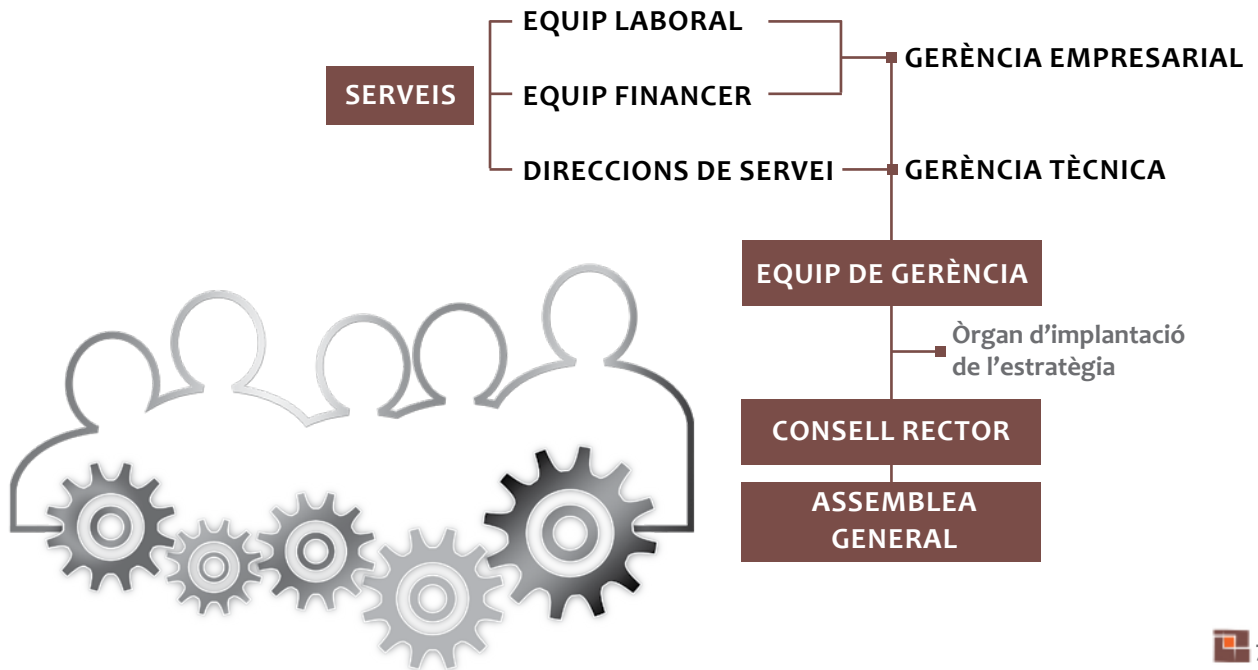 EQUIP LABORAL
GERÈNCIA EMPRESARIAL
SERVEIS
EQUIP FINANCER
DIRECCIONS DE SERVEI
GERÈNCIA TÈCNICA
EQUIP DE GERÈNCIA
Òrgan d’implantació
de l’estratègia
CONSELL RECTOR
ASSEMBLEA
GENERAL